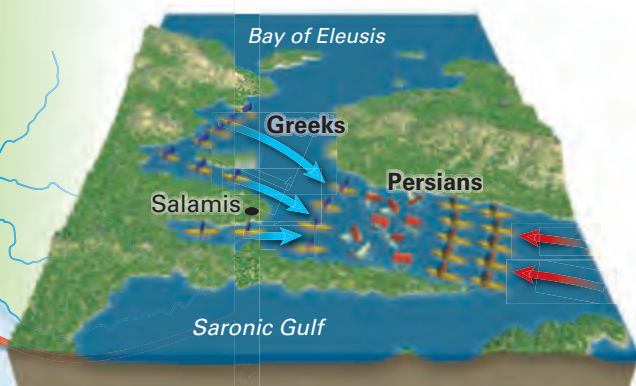 Bay of Eleusis
Greeks
Persians
Salamis
Saronic Gulf